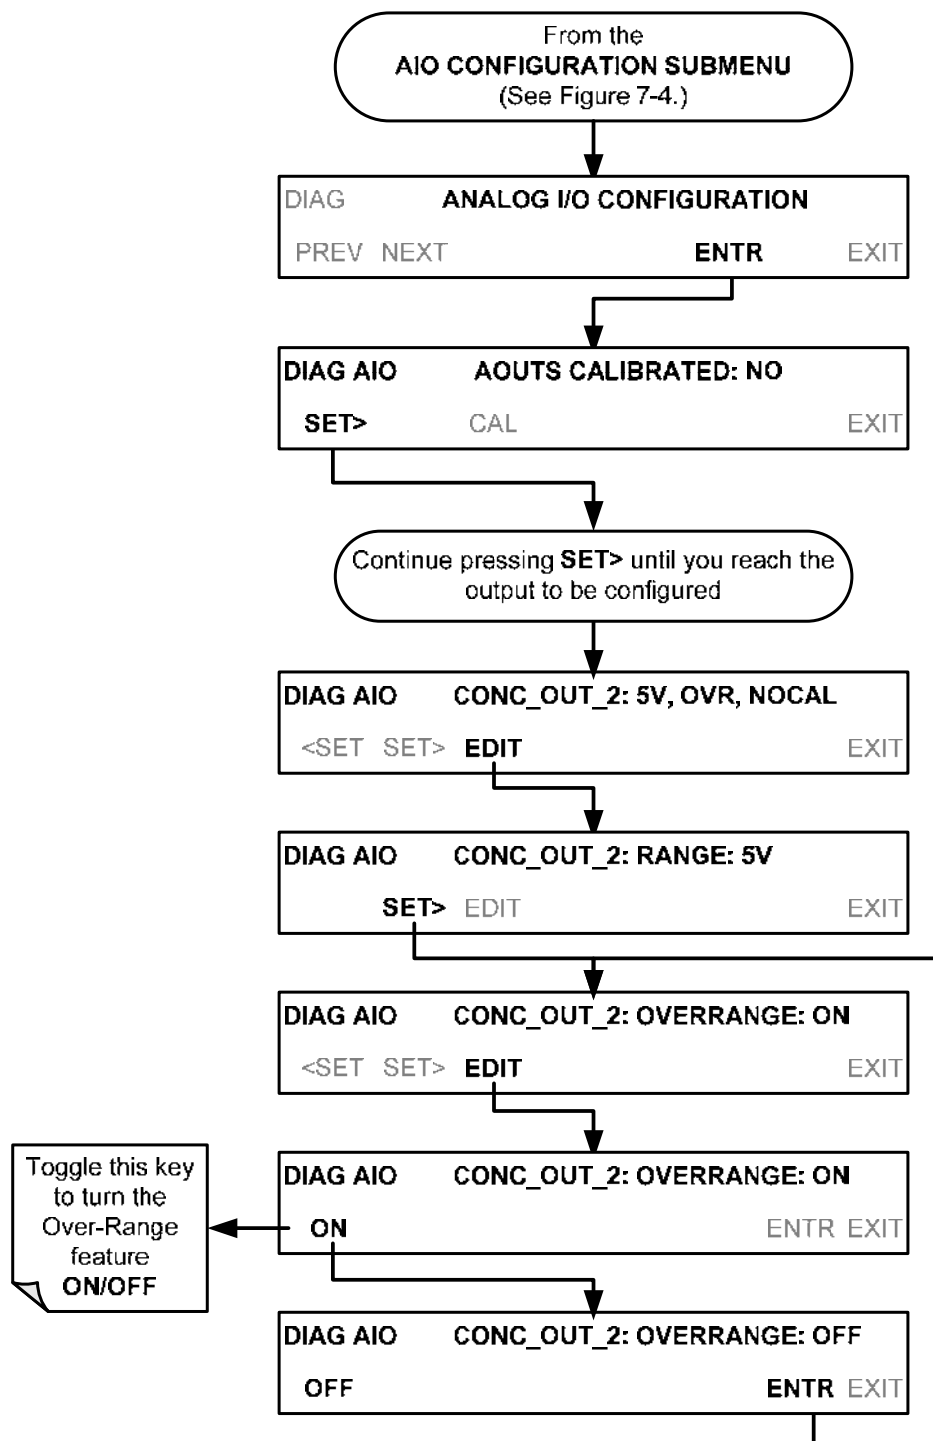 From the
AIO CONFIGURATION SUBMENU
(See Figure 7-4.)
DIAG ANALOG I/O CONFIGURATION
PREV NEXT ENTR EXIT
DIAG AIO AOUTS CALIBRATED: NO
SET> CAL EXIT
Continue pressing SET> until you reach the
output to be configured
DIAG AIO CONC_OUT_2: 5V, OVR, NOCAL
<SET SET> EDIT EXIT
DIAG AIO CONC_OUT_2: RANGE: 5V
SET> EDIT EXIT
DIAG AIO CONC_OUT_2: OVERRANGE: ON
<SET SET> EDIT EXIT
Toggle this key
to turn the
Over-Range
feature
ON/OFF
DIAG AIO CONC_OUT_2: OVERRANGE: ON
ON ENTR EXIT
DIAG AIO CONC_OUT_2: OVERRANGE: OFF
OFF ENTR EXIT